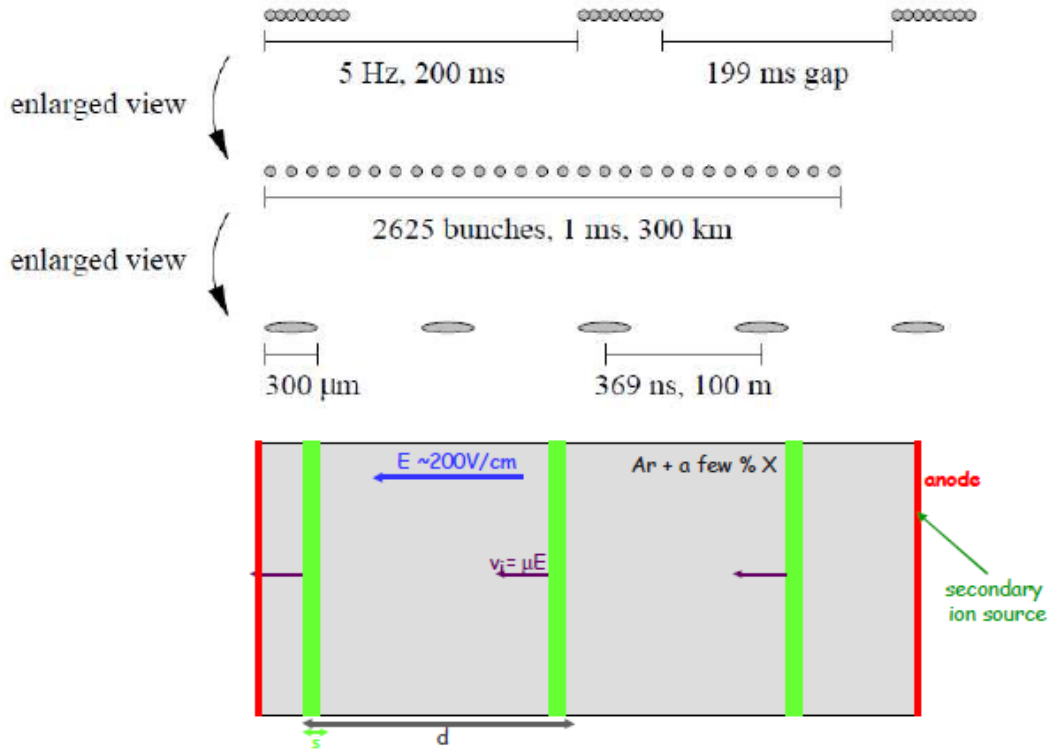 5 Hz, 200 ms
199 ms gap
enlarged view
2625 bunches, 1 ms, 300 km
enlarged view
300 µm
369 ns, 100 m
E ~200V/cm
Ar + a few % X
anode
vᵢ= µE
secondary
ion source
s
d